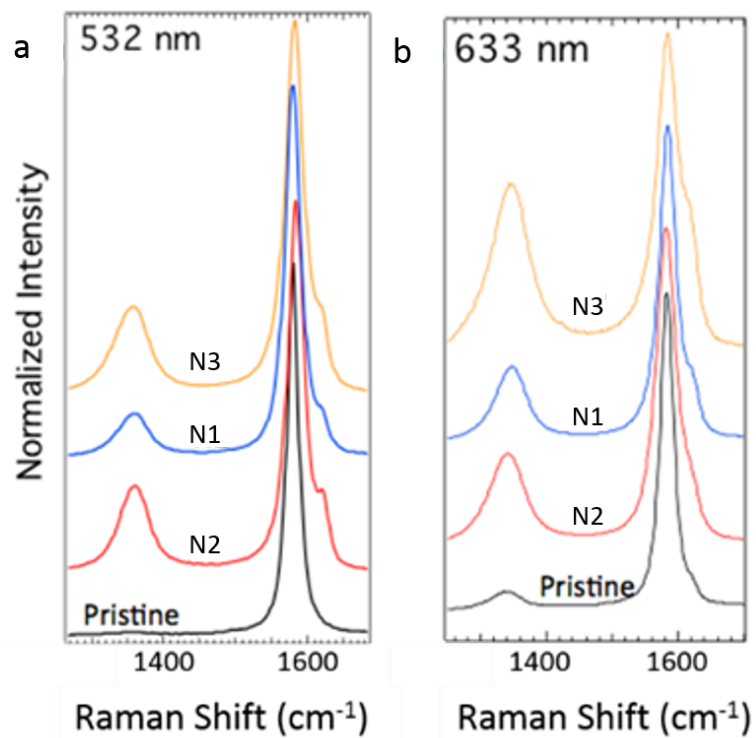 a
532 nm
b
633 nm
Normalized Intensity
N3
N1
N2
Pristine
N3
N1
N2
Pristine
1400 1600
1400 1600
Raman Shift (cm-1)
Raman Shift (cm-1)